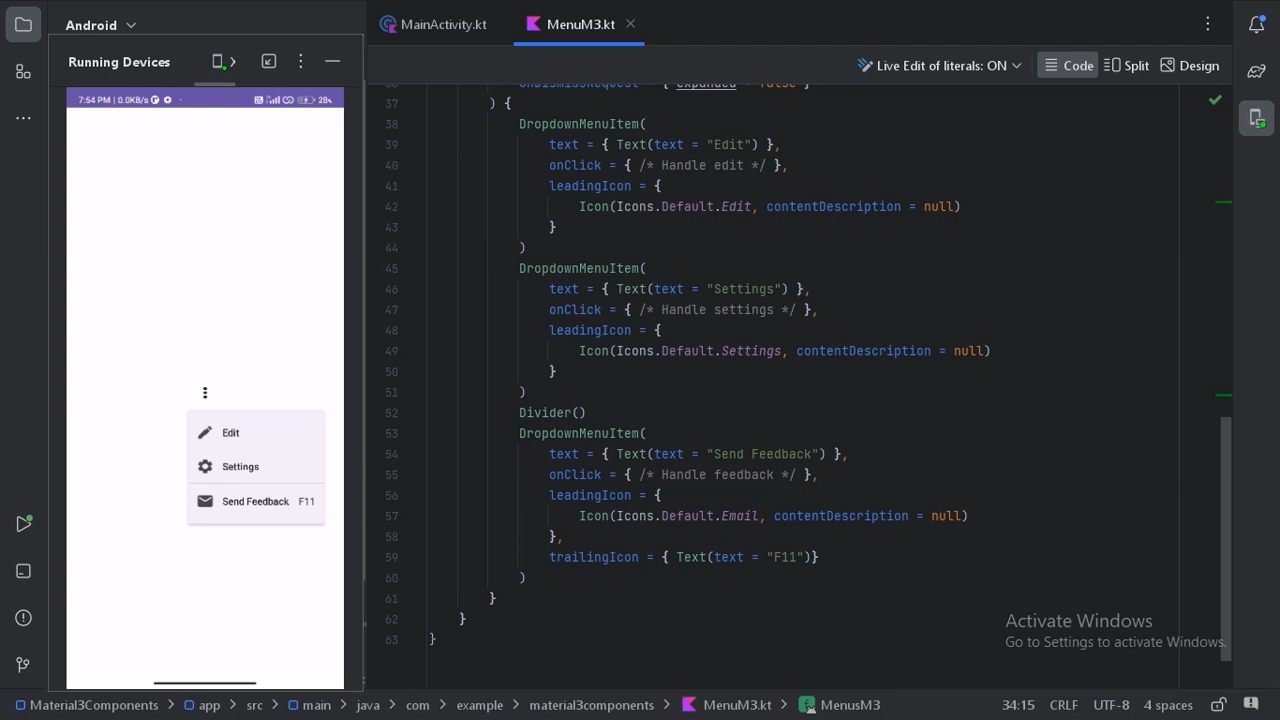 Android
MainActivity.kt
MenuM3.kt
Running Devices
Live Edit of literals: ON
Code
Split
Design
7:54 PM | 0.0KB/s
28%
37 ) {
38 DropdownMenuItem(
39 text = { Text(text = "Edit") },
40 onClick = { /* Handle edit */ },
41 leadingIcon = {
42 Icon(Icons.Default.Edit, contentDescription = null)
43 }
44 )
45 DropdownMenuItem(
46 text = { Text(text = "Settings") },
47 onClick = { /* Handle settings */ },
48 leadingIcon = {
49 Icon(Icons.Default.Settings, contentDescription = null)
50 }
51 )
52 Divider()
53 DropdownMenuItem(
54 text = { Text(text = "Send Feedback") },
55 onClick = { /* Handle feedback */ },
56 leadingIcon = {
57 Icon(Icons.Default.Email, contentDescription = null)
58 },
59 trailingIcon = { Text(text = "F11")}
60 )
61 }
62 }
63 }
Edit
Settings
Send Feedback F11
Activate Windows
Go to Settings to activate Windows.
Material3Components > app > src > main > java > com > example > material3components > MenuM3.kt > MenusM3
34:15 CRLF UTF-8 4 spaces